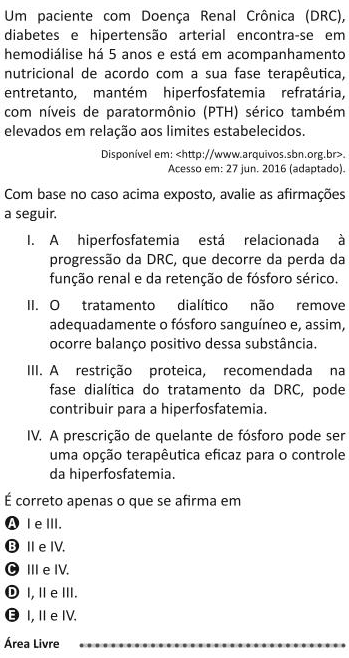 Um paciente com Doença Renal Crônica (DRC),
diabetes e hipertensão arterial encontra-se em
hemodiálise há 5 anos e está em acompanhamento
nutricional de acordo com a sua fase terapêutica,
entretanto, mantém hiperfosfatemia refratária,
com níveis de paratormônio (PTH) sérico também
elevados em relação aos limites estabelecidos.
Disponível em: <http://www.arquivos.sbn.org.br>.
Acesso em: 27 jun. 2016 (adaptado).
Com base no caso acima exposto, avalie as afirmações
a seguir.
I. A hiperfosfatemia está relacionada à
progressão da DRC, que decorre da perda da
função renal e da retenção de fósforo sérico.
II. O tratamento dialítico não remove
adequadamente o fósforo sanguíneo e, assim,
ocorre balanço positivo dessa substância.
III. A restrição proteica, recomendada na
fase dialítica do tratamento da DRC, pode
contribuir para a hiperfosfatemia.
IV. A prescrição de quelante de fósforo pode ser
uma opção terapêutica eficaz para o controle
da hiperfosfatemia.
É correto apenas o que se afirma em
A I e III.
B II e IV.
C III e IV.
D I, II e III.
E I, II e IV.
Área Livre